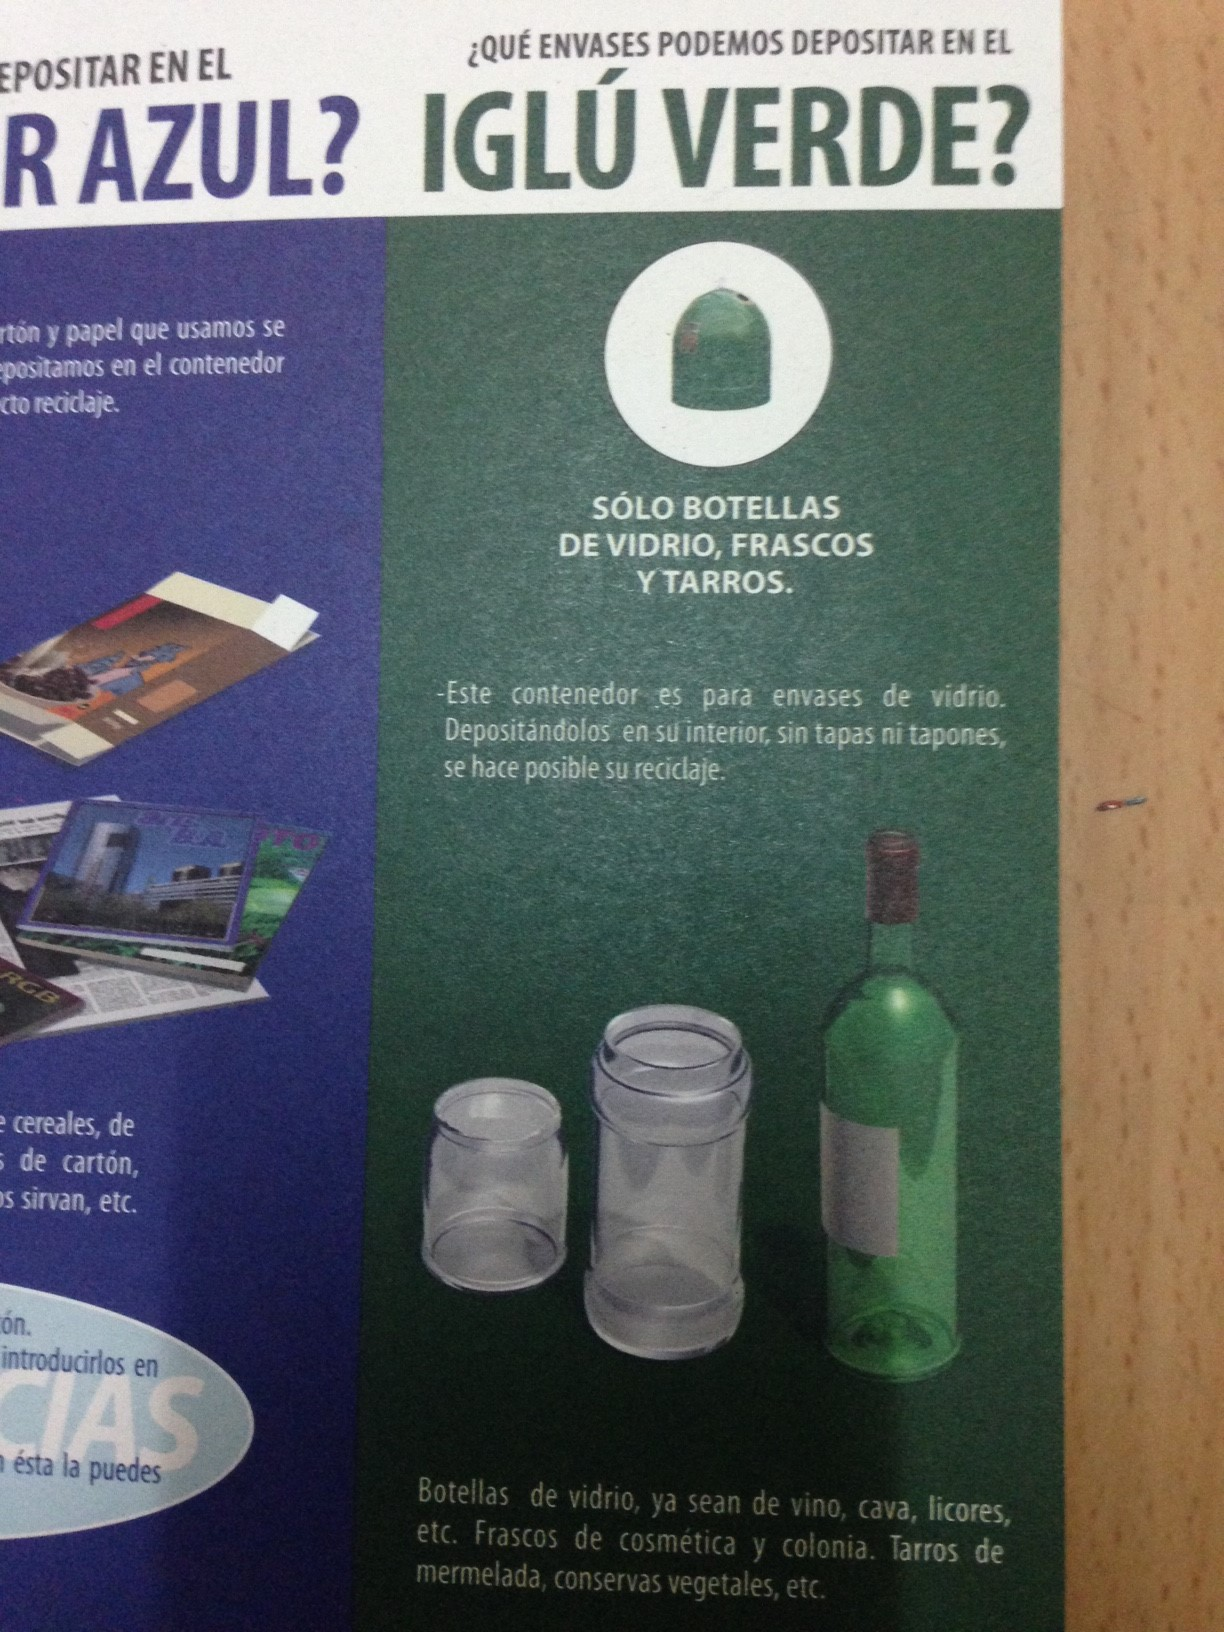 EPOSITAR EN EL
R AZUL?
rtón y papel que usamos se
epositamos en el contenedor
cto reciclaje.
RGB
e cereales, de
s de cartón,
os sirvan, etc.
tón.
introducirlos en
CIAS
n ésta la puedes
¿QUÉ ENVASES PODEMOS DEPOSITAR EN EL
IGLÚ VERDE?
SÓLO BOTELLAS
DE VIDRIO, FRASCOS
Y TARROS.
-Este contenedor es para envases de vidrio.
Depositándolos en su interior, sin tapas ni tapones,
se hace posible su reciclaje.
Botellas de vidrio, ya sean de vino, cava, licores,
etc. Frascos de cosmética y colonia. Tarros de
mermelada, conservas vegetales, etc.